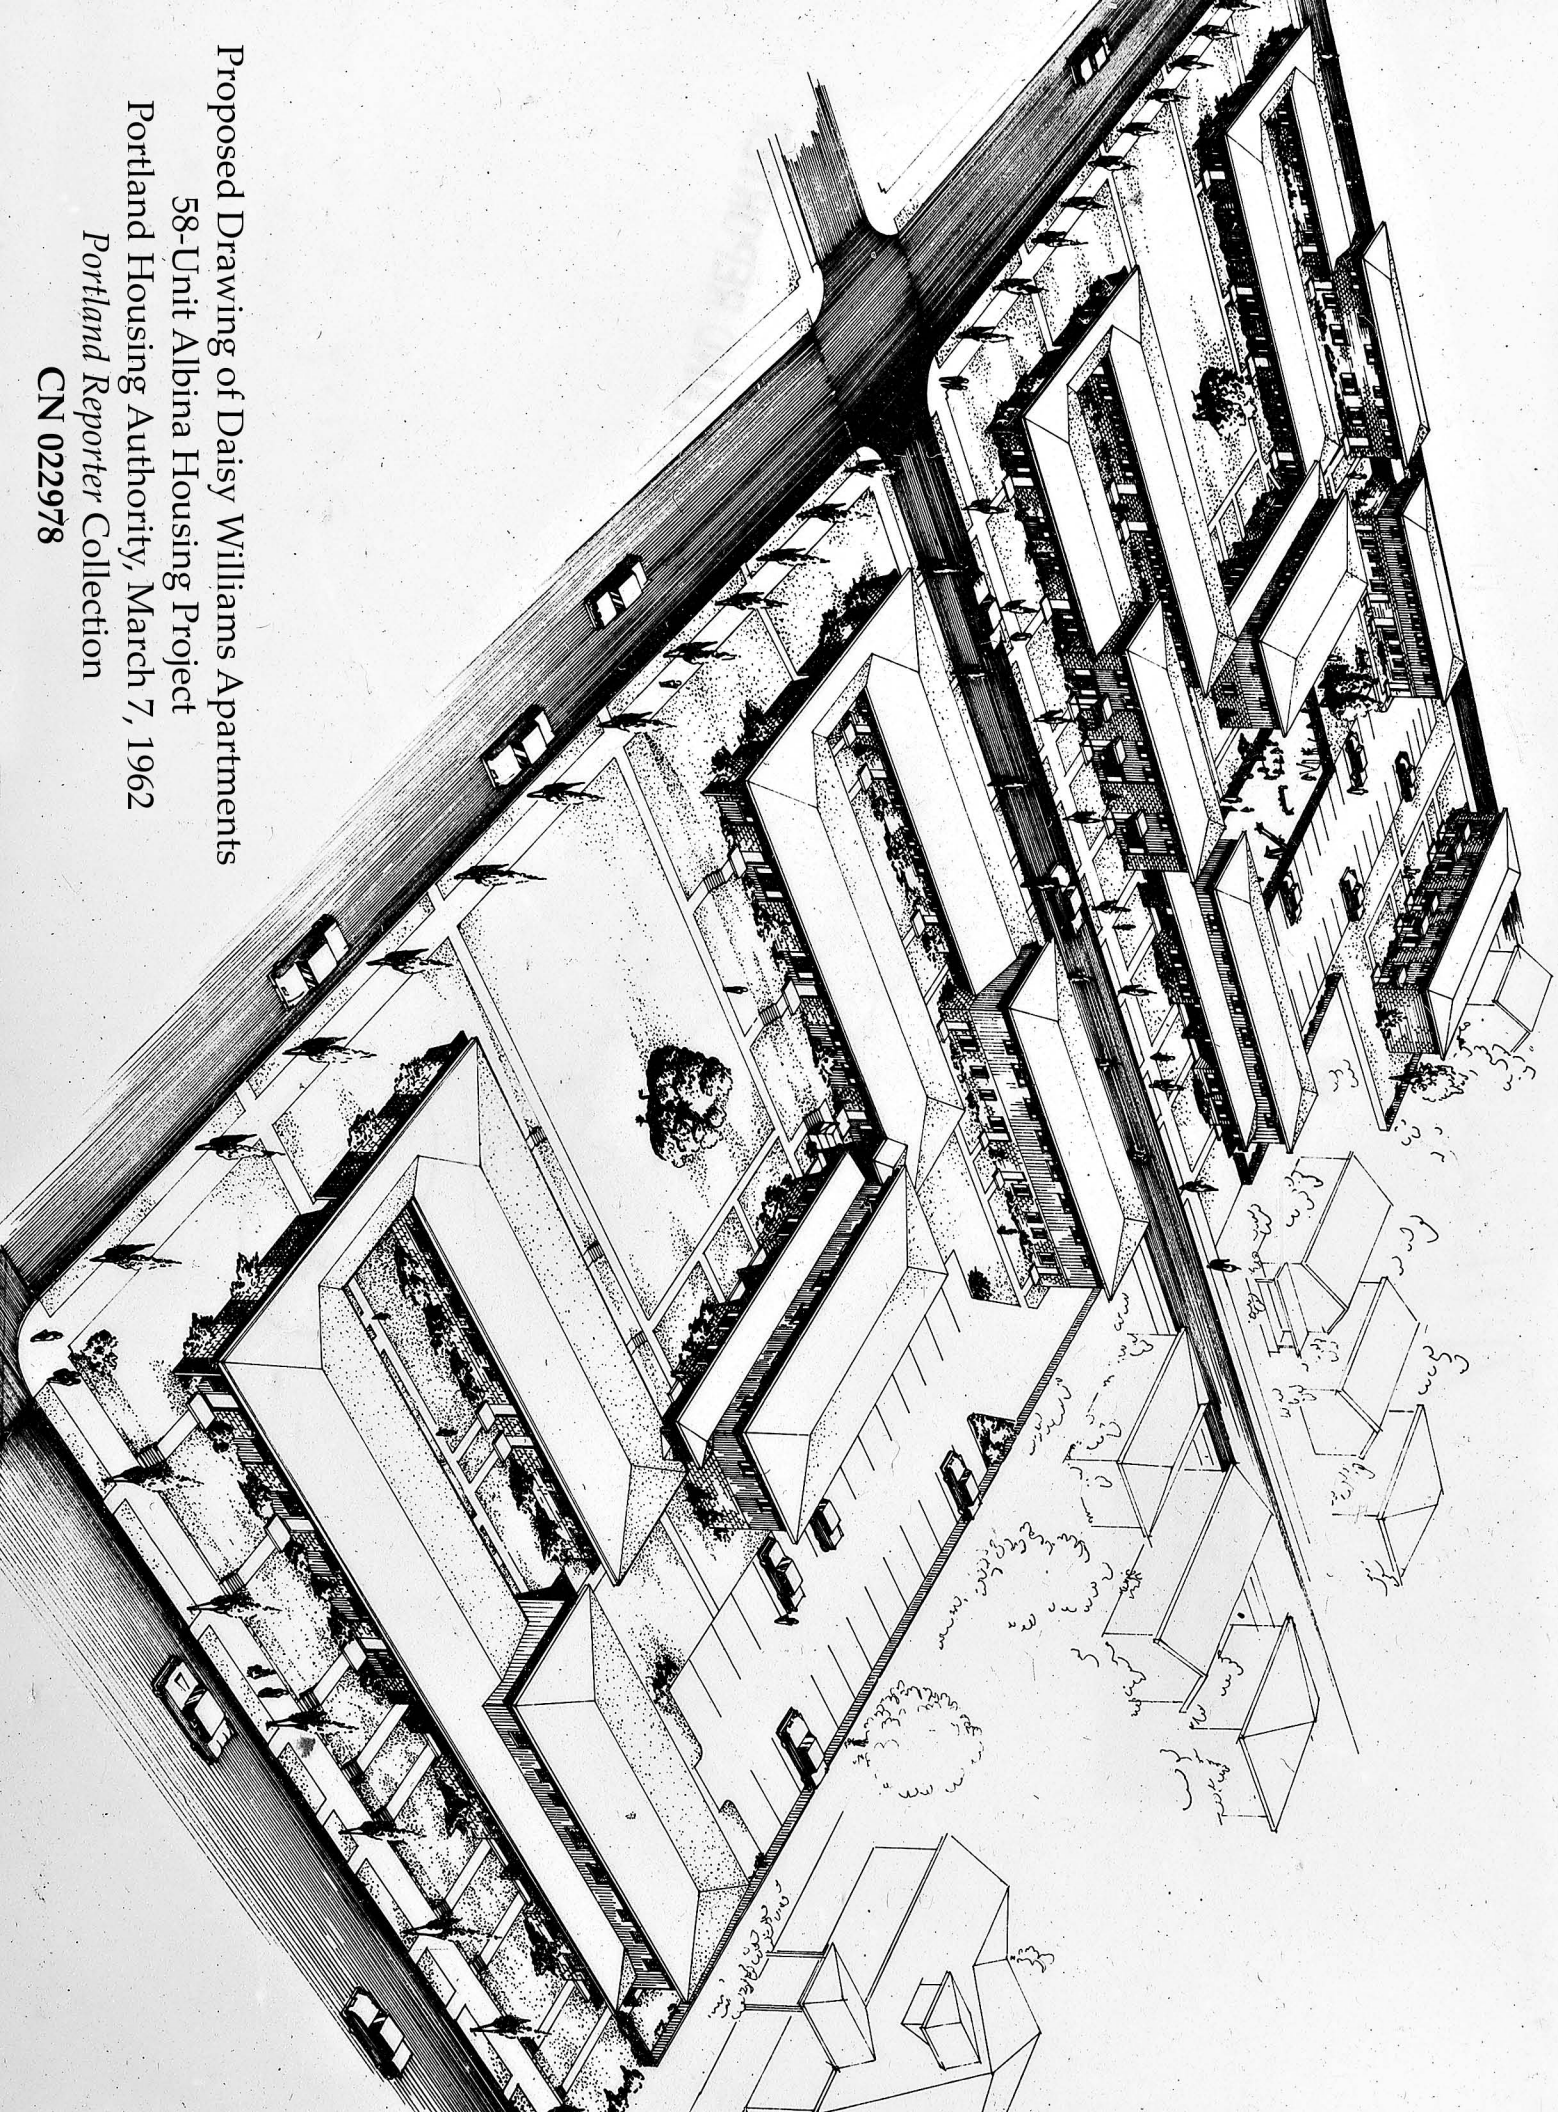 Proposed Drawing of Daisy Williams Apartments
58-Unit Albina Housing Project
Portland Housing Authority, March 7, 1962
Portland Reporter Collection
CN 022978